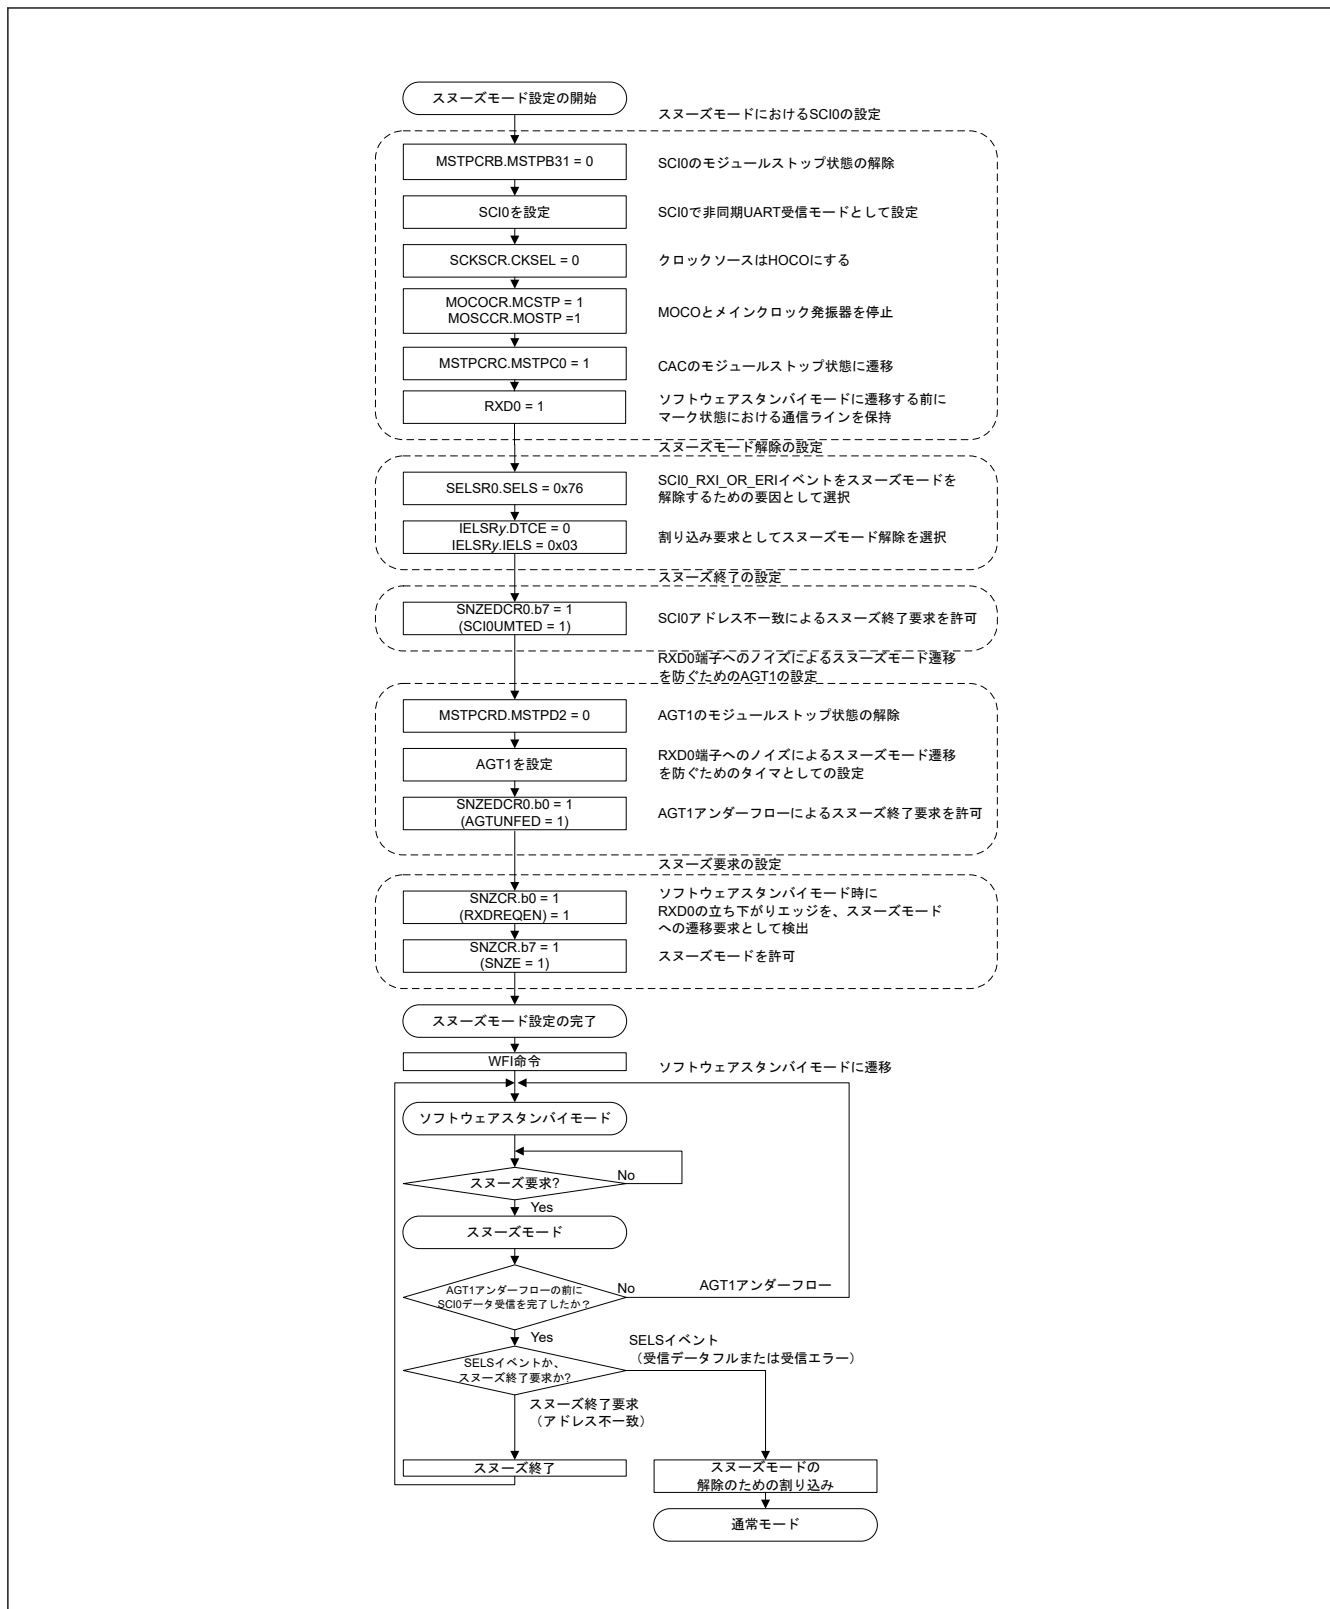 スヌーズモード設定の開始
スヌーズモードにおけるSCI0の設定
MSTPCRB.MSTPB31 = 0
SCI0のモジュールストップ状態の解除
SCI0を設定
SCI0で非同期UART受信モードとして設定
SCKSCR.CKSEL = 0
クロックソースはHOCOにする
MOCOCR.MCSTP = 1
MOSCCR.MOSTP =1
MOCOとメインクロック発振器を停止
MSTPCRC.MSTPC0 = 1
CACのモジュールストップ状態に遷移
RXD0 = 1
ソフトウェアスタンバイモードに遷移する前に
マーク状態における通信ラインを保持
スヌーズモード解除の設定
SELSR0.SELS = 0x76
SCI0_RXI_OR_ERIイベントをスヌーズモードを
解除するための要因として選択
IELSRy.DTCE = 0
IELSRy.IELS = 0x03
割り込み要求としてスヌーズモード解除を選択
スヌーズ終了の設定
SNZEDCR0.b7 = 1
(SCI0UMTED = 1)
SCI0アドレス不一致によるスヌーズ終了要求を許可
RXD0端子へのノイズによるスヌーズモード遷移
を防ぐためのAGT1の設定
MSTPCRD.MSTPD2 = 0
AGT1のモジュールストップ状態の解除
AGT1を設定
RXD0端子へのノイズによるスヌーズモード遷移
を防ぐためのタイマとしての設定
SNZEDCR0.b0 = 1
(AGTUNFED = 1)
AGT1アンダーフローによるスヌーズ終了要求を許可
スヌーズ要求の設定
SNZCR.b0 = 1
(RXDREQEN) = 1
ソフトウェアスタンバイモード時に
RXD0の立ち下がりエッジを、スヌーズモード
への遷移要求として検出
SNZCR.b7 = 1
(SNZE = 1)
スヌーズモードを許可
スヌーズモード設定の完了
WFI命令
ソフトウェアスタンバイモードに遷移
ソフトウェアスタンバイモード
スヌーズ要求?
No
Yes
スヌーズモード
AGT1アンダーフローの前に
SCI0データ受信を完了したか？
No
AGT1アンダーフロー
Yes
SELSイベント
（受信データフルまたは受信エラー）
SELSイベントか、
スヌーズ終了要求か?
スヌーズ終了要求
（アドレス不一致）
スヌーズ終了
スヌーズモードの
解除のための割り込み
通常モード